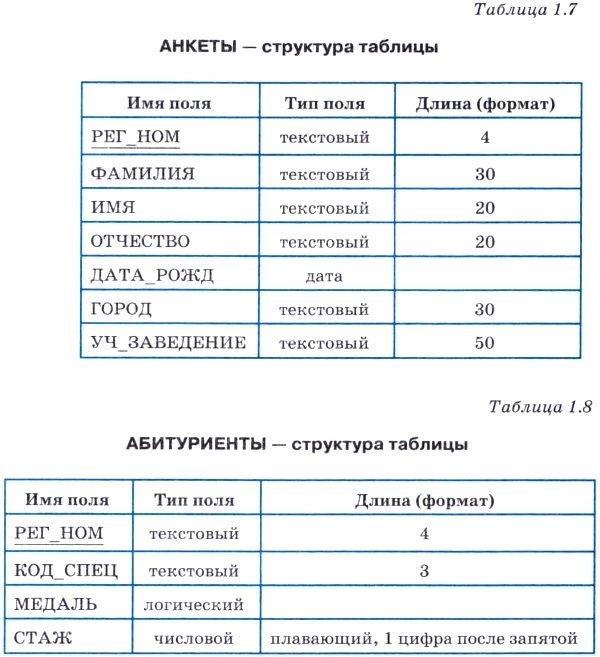 Таблица 1.7
АНКЕТЫ — структура таблицы
Имя поля Тип поля Длина (формат)
РЕГ_НОМ текстовый 4
ФАМИЛИЯ текстовый 30
ИМЯ текстовый 20
ОТЧЕСТВО текстовый 20
ДАТА_РОЖД дата
ГОРОД текстовый 30
УЧ_ЗАВЕДЕНИЕ текстовый 50
Таблица 1.8
АБИТУРИЕНТЫ — структура таблицы
Имя поля Тип поля Длина (формат)
РЕГ_НОМ текстовый 4
КОД_СПЕЦ текстовый 3
МЕДАЛЬ логический
СТАЖ числовой плавающий, 1 цифра после запятой